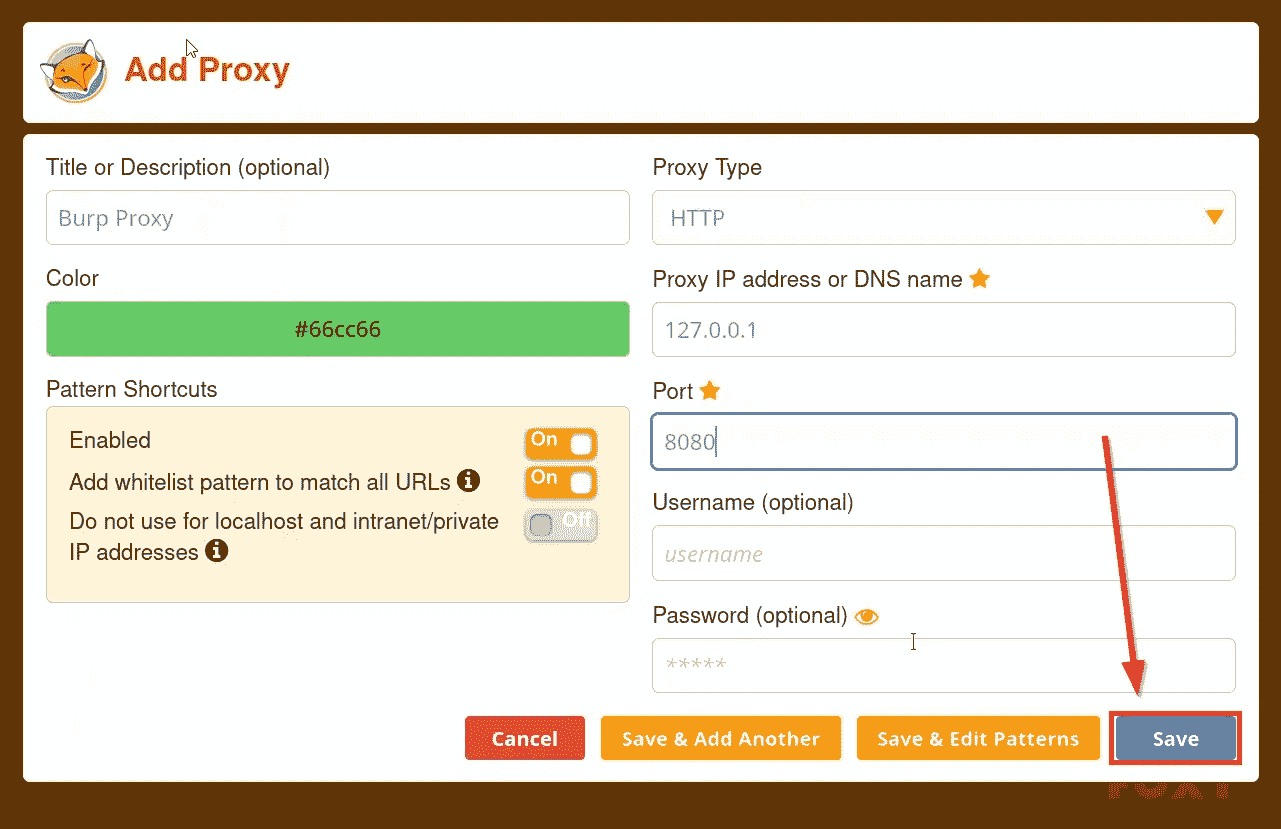 Add Proxy
Title or Description (optional)
Burp Proxy
Color
#66cc66
Pattern Shortcuts
Enabled
On
Add whitelist pattern to match all URLs
On
Do not use for localhost and intranet/private
IP addresses
Off
Proxy Type
HTTP
Proxy IP address or DNS name
127.0.0.1
Port
8080
Username (optional)
username
Password (optional)
*****
Cancel
Save & Add Another
Save & Edit Patterns
Save